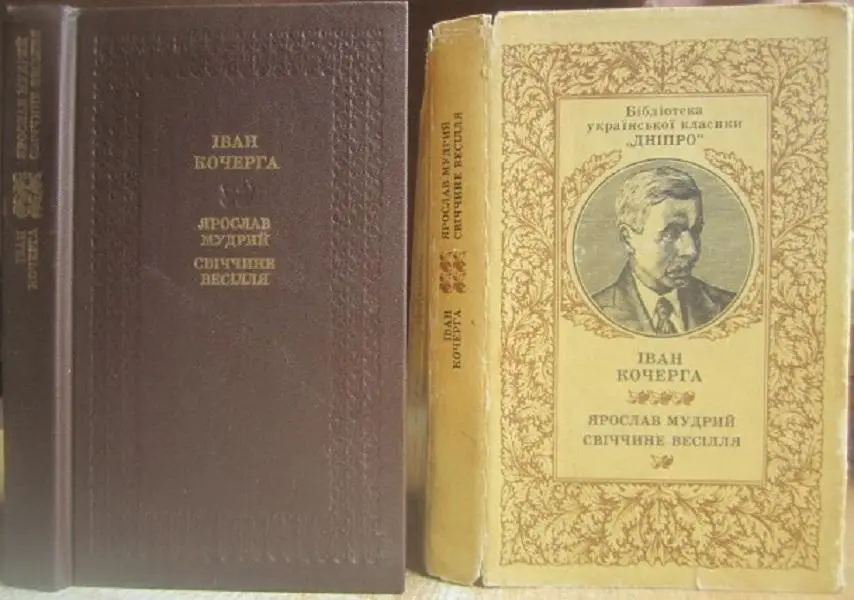 ЯРОСЛАВ МУДРИЙ
СВІЧЧИНЕ ВЕСІЛЛЯ
ІВАН
КОЧЕРГА
ІВАН
КОЧЕРГА
ЯРОСЛАВ
МУДРИЙ
СВІЧЧИНЕ
ВЕСІЛЛЯ
ЯРОСЛАВ МУДРИЙ
СВІЧЧИНЕ ВЕСІЛЛЯ
ІВАН
КОЧЕРГА
Бібліотека
української класики
„ДНІПРО"
ІВАН
КОЧЕРГА
ЯРОСЛАВ МУДРИЙ
СВІЧЧИНЕ ВЕСІЛЛЯ